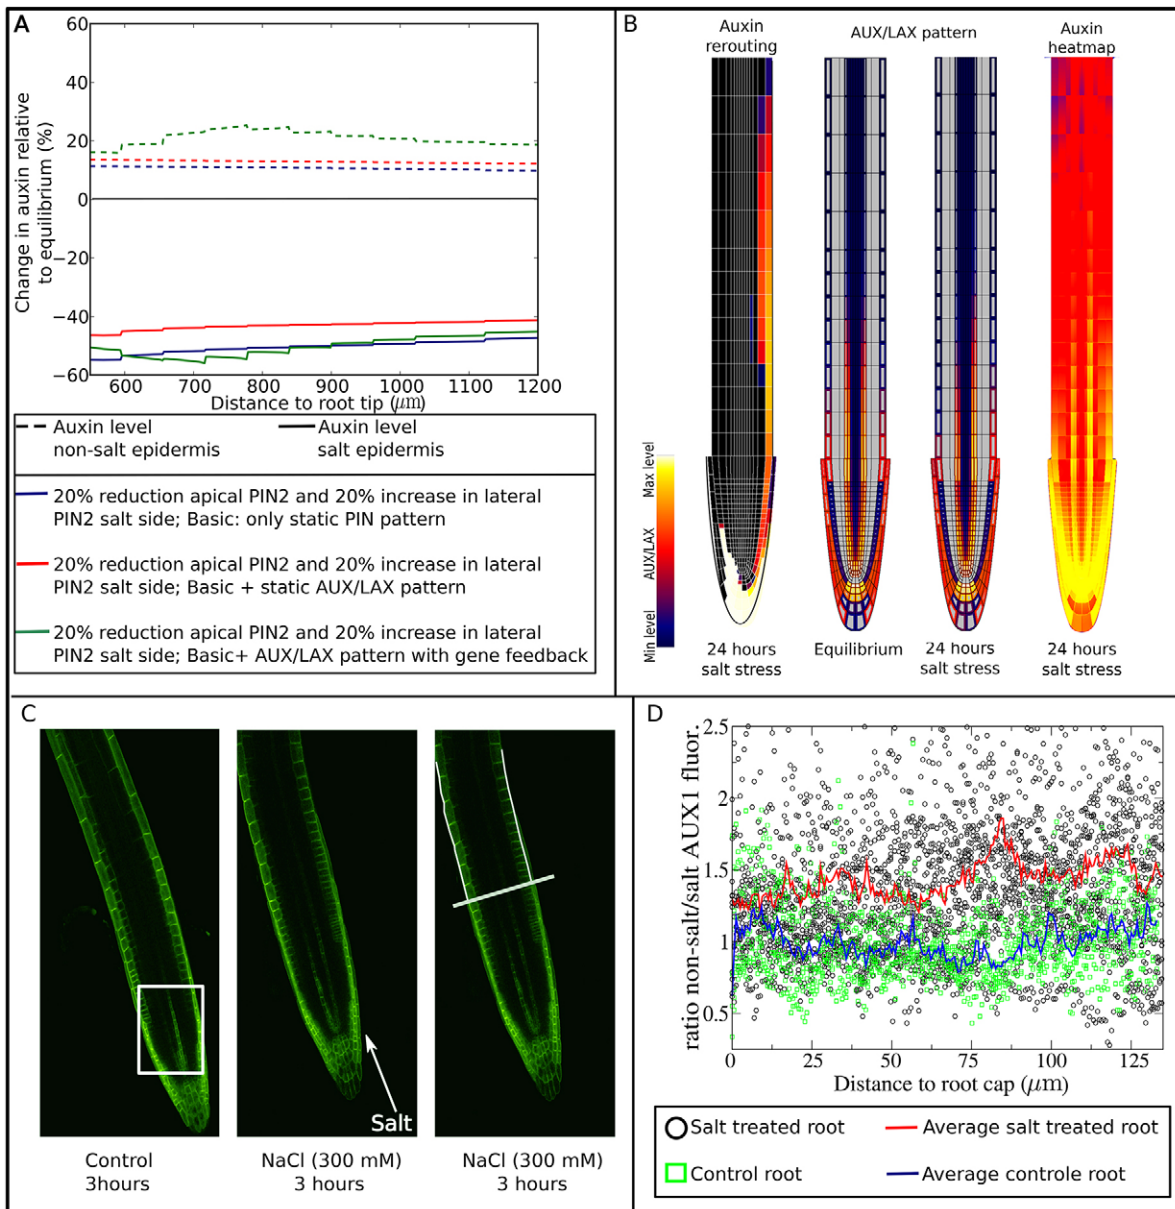 A
60
40
20
0
−20
−40
−60
Change in auxin relative
to equilibrium (%)
600
700
800
900
1000
1100
1200
Distance to root tip (μm)
Auxin level
non-salt epidermis
Auxin level
salt epidermis
20% reduction apical PIN2 and 20% increase in lateral
PIN2 salt side; Basic: only static PIN pattern
20% reduction apical PIN2 and 20% increase in lateral
PIN2 salt side; Basic + static AUX/LAX pattern
20% reduction apical PIN2 and 20% increase in lateral
PIN2 salt side; Basic+ AUX/LAX pattern with gene feedback
B
Auxin
rerouting
AUX/LAX pattern
Auxin
heatmap
Max level
AUX/LAX
Min level
24 hours
salt stress
Equilibrium
24 hours
salt stress
24 hours
salt stress
C
Salt
Control
3hours
NaCl (300 mM)
3 hours
NaCl (300 mM)
3 hours
D
2.5
2
1.5
1
0.5
ratio non-salt/salt AUX1 fluor.
0
25
50
75
100
125
Distance to root cap (μm)
Salt treated root
Average salt treated root
Control root
Average controle root